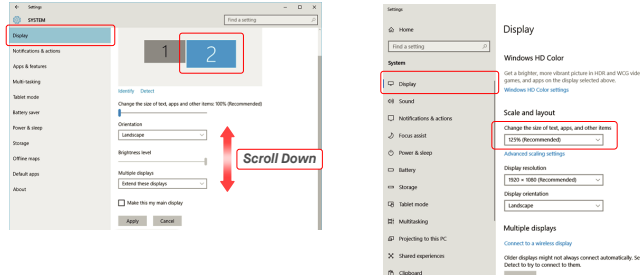 Settings
SYSTEM
Find a setting
Display
Notifications & actions
Apps & features
Multi-tasking
Tablet mode
Battery saver
Power & sleep
Storage
Offline maps
Default apps
About
1
2
Identify Detect
Change the size of text, apps and other items: 100% (Recommended)
Orientation
Landscape
Brightness level
Multiple displays
Extend these displays
Make this my main display
Apply Cancel
Scroll Down
Settings
Home
Find a setting
System
Display
Sound
Notifications & actions
Focus assist
Power & sleep
Battery
Storage
Tablet mode
Multitasking
Projecting to this PC
Shared experiences
Clipboard
Display
Windows HD Color
Get a brighter, more vibrant picture in HDR and WCG vide
games, and apps on the display selected above.
Windows HD Color settings
Scale and layout
Change the size of text, apps, and other items
125% (Recommended)
Advanced scaling settings
Display resolution
1920 × 1080 (Recommended)
Display orientation
Landscape
Multiple displays
Connect to a wireless display
Older displays might not always connect automatically. Se
Detect to try to connect to them.